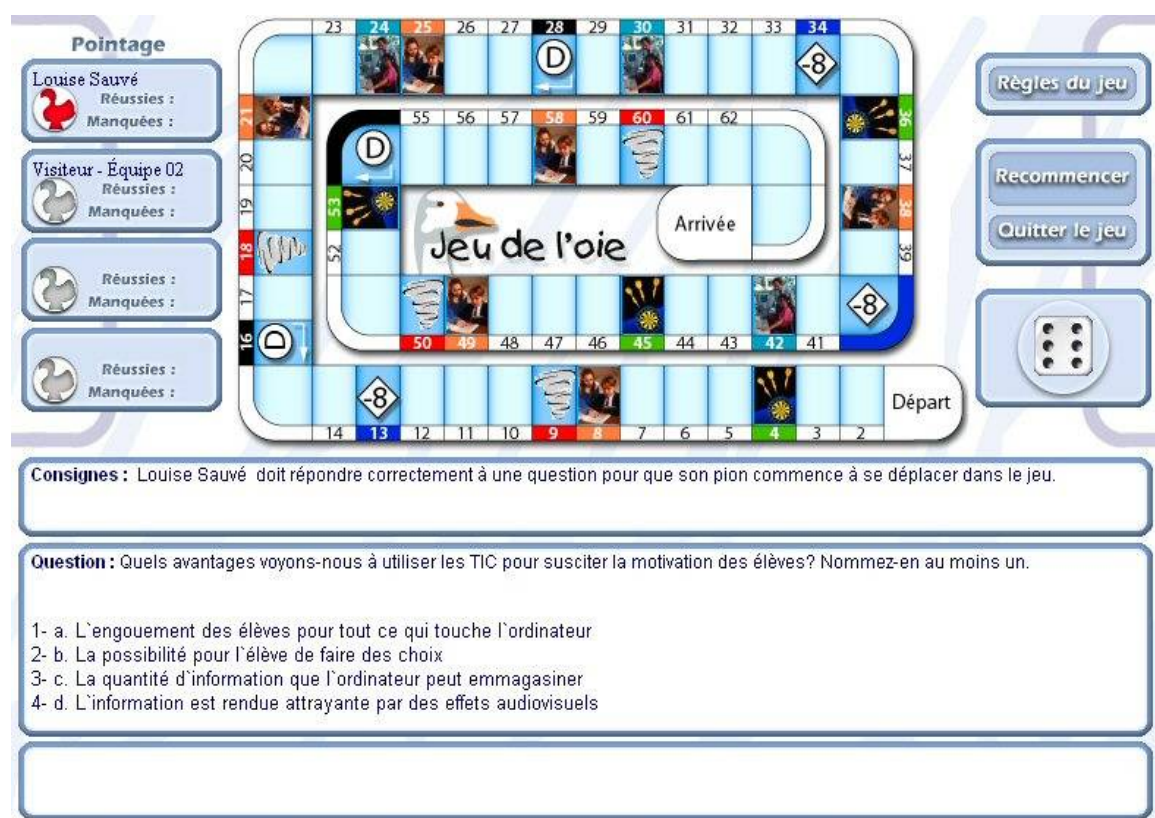 Pointage
Louise Sauvé
Réussies :
Manquées :
Visiteur - Équipe 02
Réussies :
Manquées :
Réussies :
Manquées :
Réussies :
Manquées :
23 24 25 26 27 28 29 30 31 32 33 34
D
-8
21
20
19
18
17
16
D
36
37
38
39
55 56 57 58 59 60 61 62
D
53
52
Jeu de l'oie
Arrivée
-8
50 49 48 47 46 45 44 43 42 41
-8
Départ
14 13 12 11 10 9 8 7 6 5 4 3 2
Règles du jeu
Recommencer
Quitter le jeu
Consignes : Louise Sauvé doit répondre correctement à une question pour que son pion commence à se déplacer dans le jeu.
Question : Quels avantages voyons-nous à utiliser les TIC pour susciter la motivation des élèves? Nommez-en au moins un.
1- a. L`engouement des élèves pour tout ce qui touche l`ordinateur
2- b. La possibilité pour l`élève de faire des choix
3- c. La quantité d`information que l`ordinateur peut emmagasiner
4- d. L`information est rendue attrayante par des effets audiovisuels